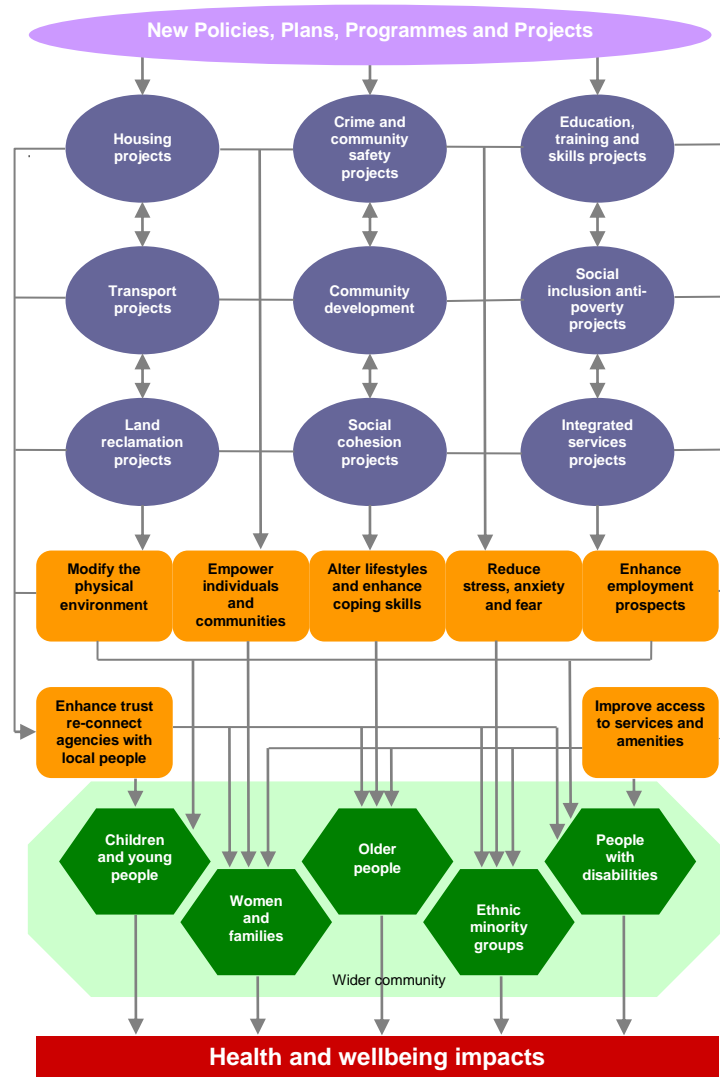 New Policies, Plans, Programmes and Projects
Housing
projects
Crime and
community
safety
projects
Education,
training and
skills projects
Transport
projects
Community
development
Social
inclusion anti-
poverty
projects
Land
reclamation
projects
Social
cohesion
projects
Integrated
services
projects
Modify the
physical
environment
Empower
individuals
and
communities
Alter lifestyles
and enhance
coping skills
Reduce
stress, anxiety
and fear
Enhance
employment
prospects
Enhance trust
re-connect
agencies with
local people
Improve access
to services and
amenities
Children
and young
people
Women
and
families
Older
people
Ethnic
minority
groups
People
with
disabilities
Wider community
Health and wellbeing impacts